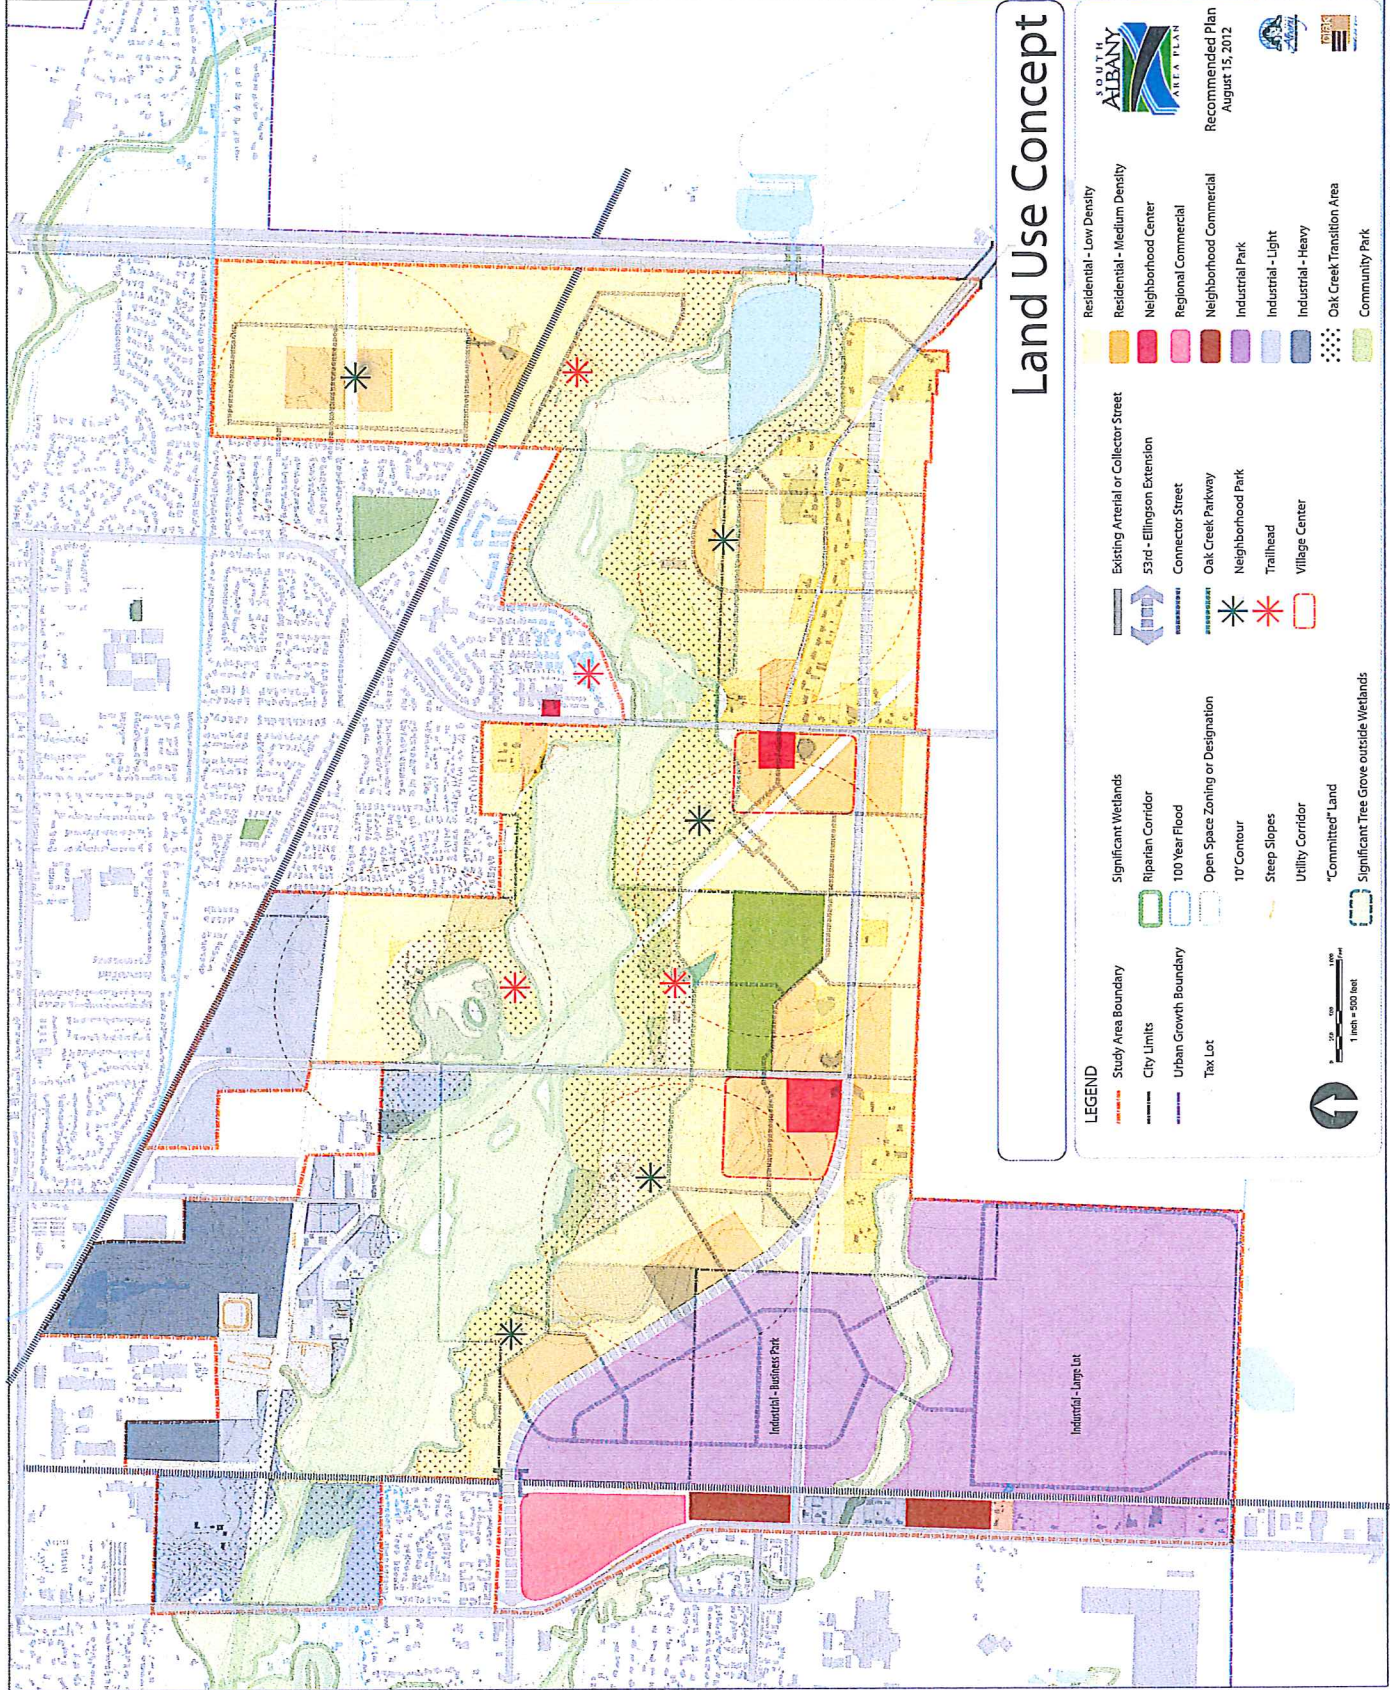 Land Use Concept
LEGEND
Study Area Boundary
City Limits
Urban Growth Boundary
Tax Lot
1 inch = 500 feet
Significant Wetlands
Riparian Corridor
100 Year Flood
Open Space Zoning or Designation
10' Contour
Steep Slopes
Utility Corridor
"Committed" Land
Significant Tree Grove outside Wetlands
Existing Arterial or Collector Street
53rd - Ellingson Extension
Connector Street
Oak Creek Parkway
Neighborhood Park
Trailhead
Village Center
Residential - Low Density
Residential - Medium Density
Neighborhood Center
Regional Commercial
Neighborhood Commercial
Industrial Park
Industrial - Light
Industrial - Heavy
Oak Creek Transition Area
Community Park
SOUTH
ALBANY
AREA PLAN
Recommended Plan
August 15, 2012
Industrial - Business Park
Industrial - Large Lot